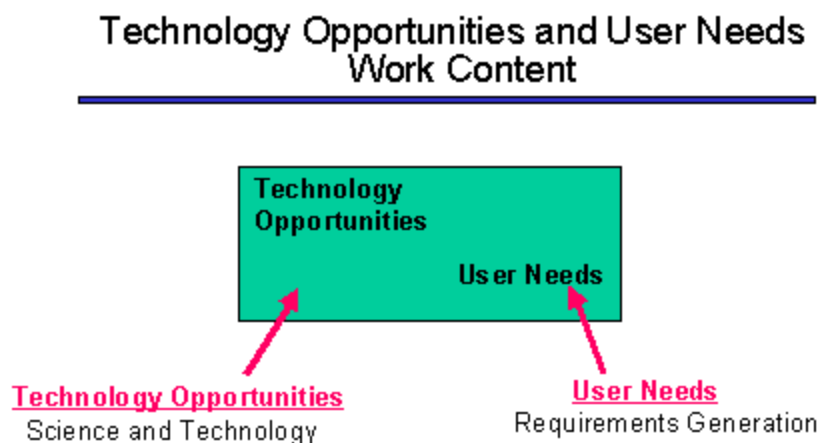 Technology Opportunities and User Needs
Work Content
Technology
Opportunities
User Needs
Technology Opportunities
Science and Technology
User Needs
Requirements Generation